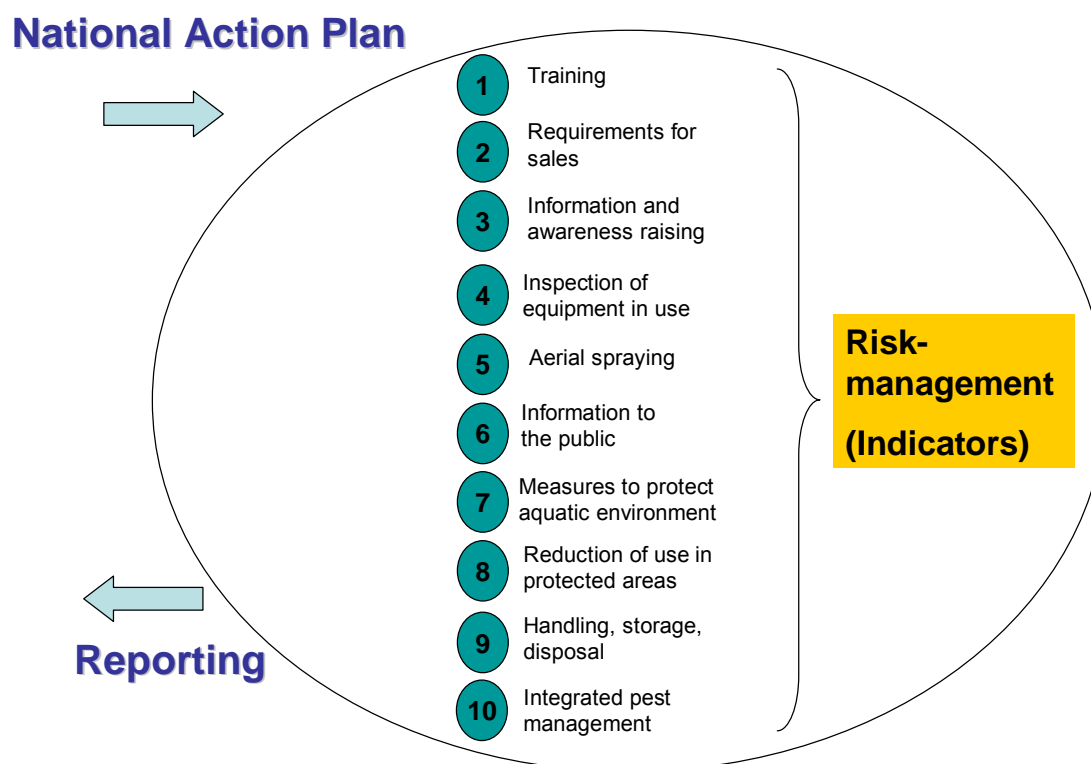 National Action Plan
1 Training
2 Requirements for
sales
3 Information and
awareness raising
4 Inspection of
equipment in use
5 Aerial spraying
6 Information to
the public
7 Measures to protect
aquatic environment
8 Reduction of use in
protected areas
9 Handling, storage,
disposal
10 Integrated pest
management
Risk-
management
(Indicators)
Reporting